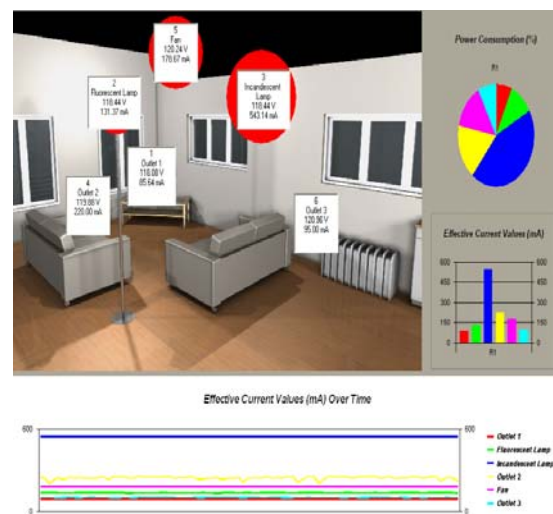 5
Fan
120.24 V
178.67 mA
3
Incandescent
Lamp
118.44 V
543.14 mA
2
Fluorescent Lamp
118.44 V
131.37 mA
1
Outlet 1
118.08 V
85.64 mA
4
Outlet 2
119.88 V
220.00 mA
6
Outlet 3
120.96 V
95.00 mA
Power Consumption (%)
R1
Effective Current Values (mA)
600 600
450 450
300 300
150 150
0 0
R1
Effective Current Values (mA) Over Time
600 600
0 0
Outlet 1
Fluorescent Lamp
Incandescent Lamp
Outlet 2
Fan
Outlet 3